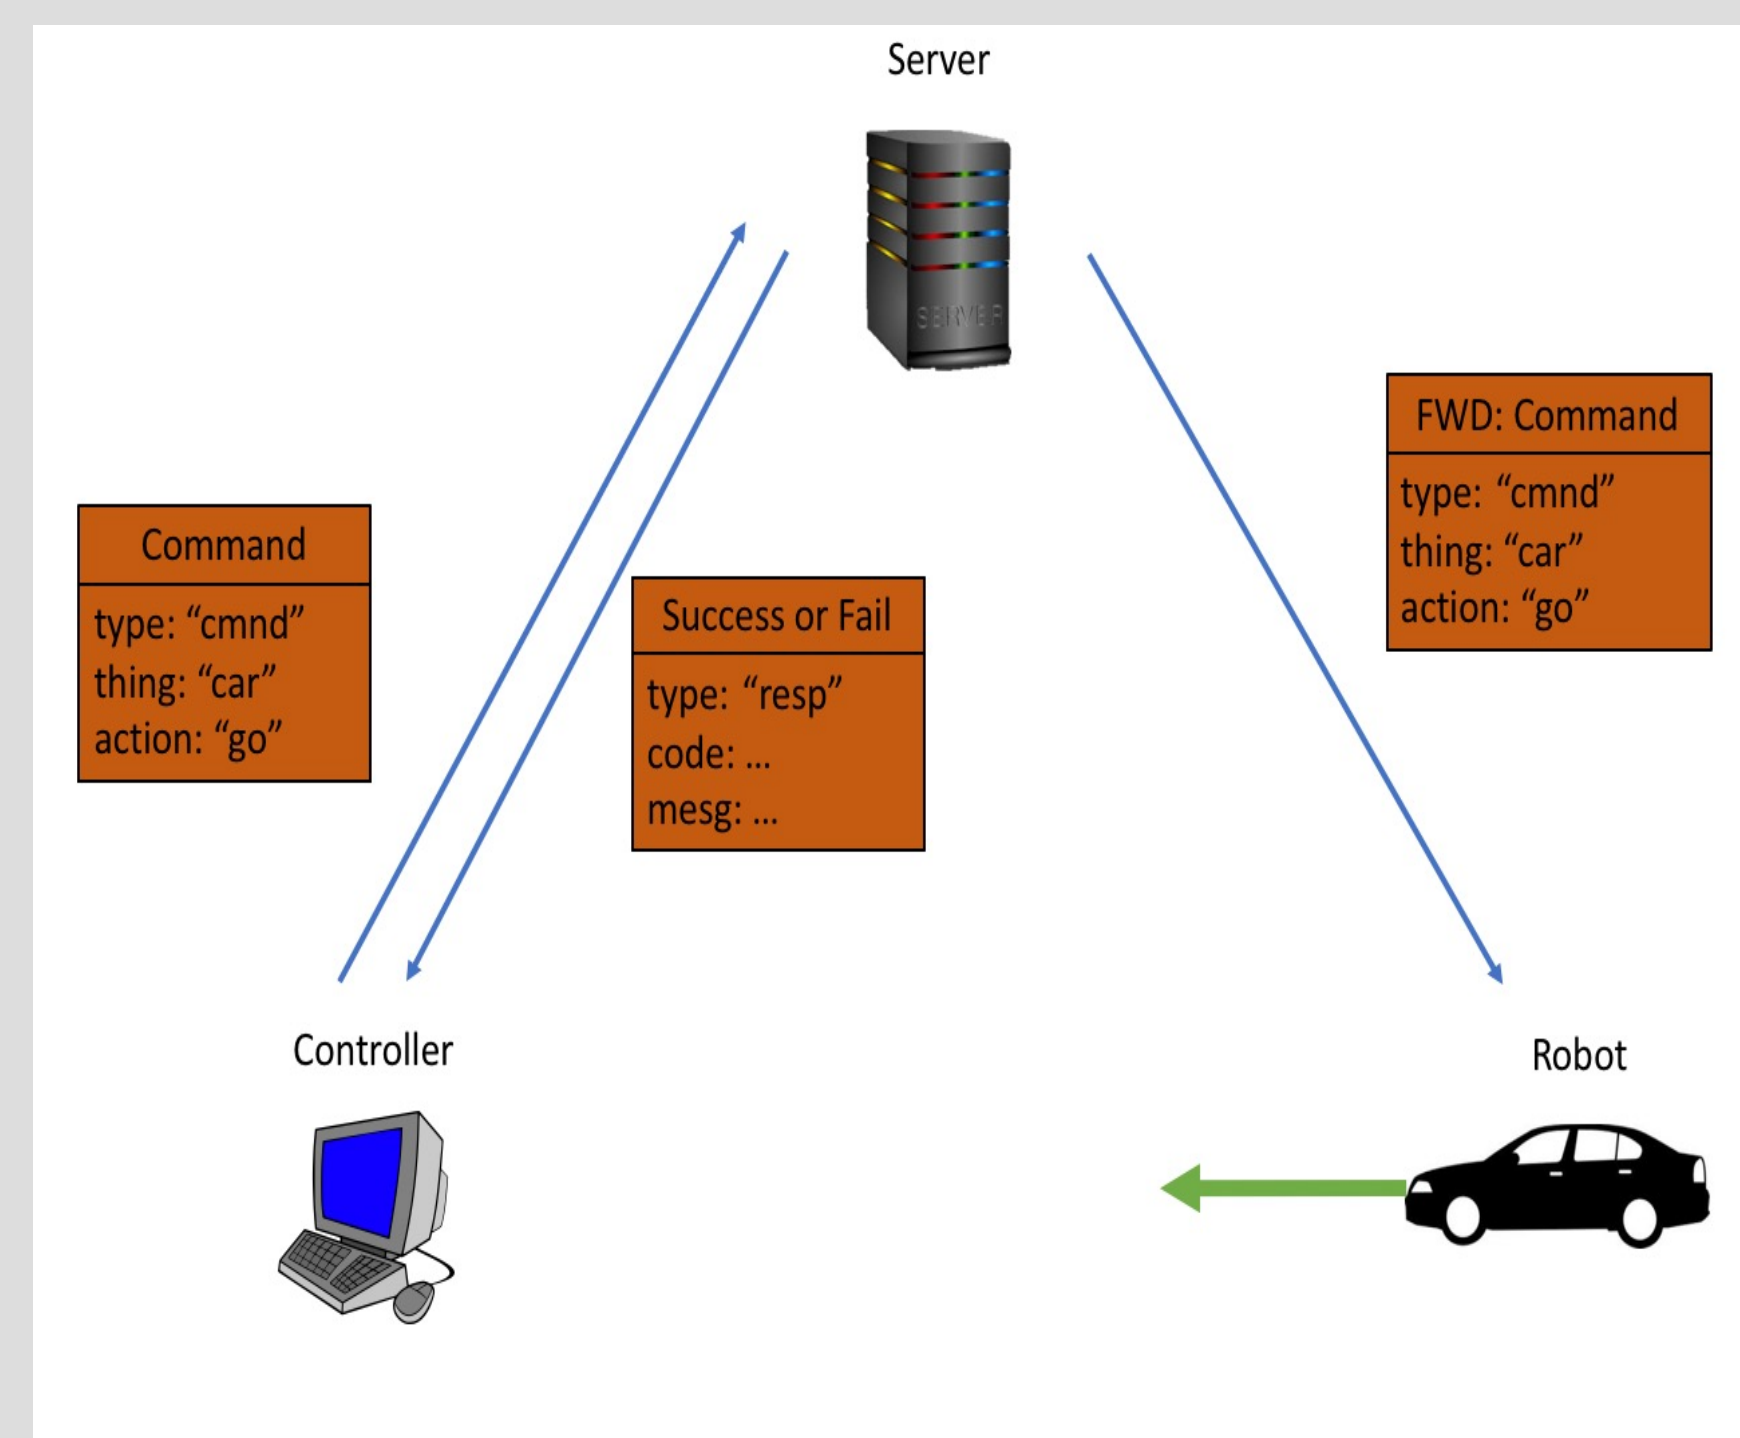 Server
SERVER
FWD: Command
type: “cmnd”
thing: “car”
action: “go”
Command
type: “cmnd”
thing: “car”
action: “go”
Success or Fail
type: “resp”
code: ...
mesg: ...
Controller
Robot